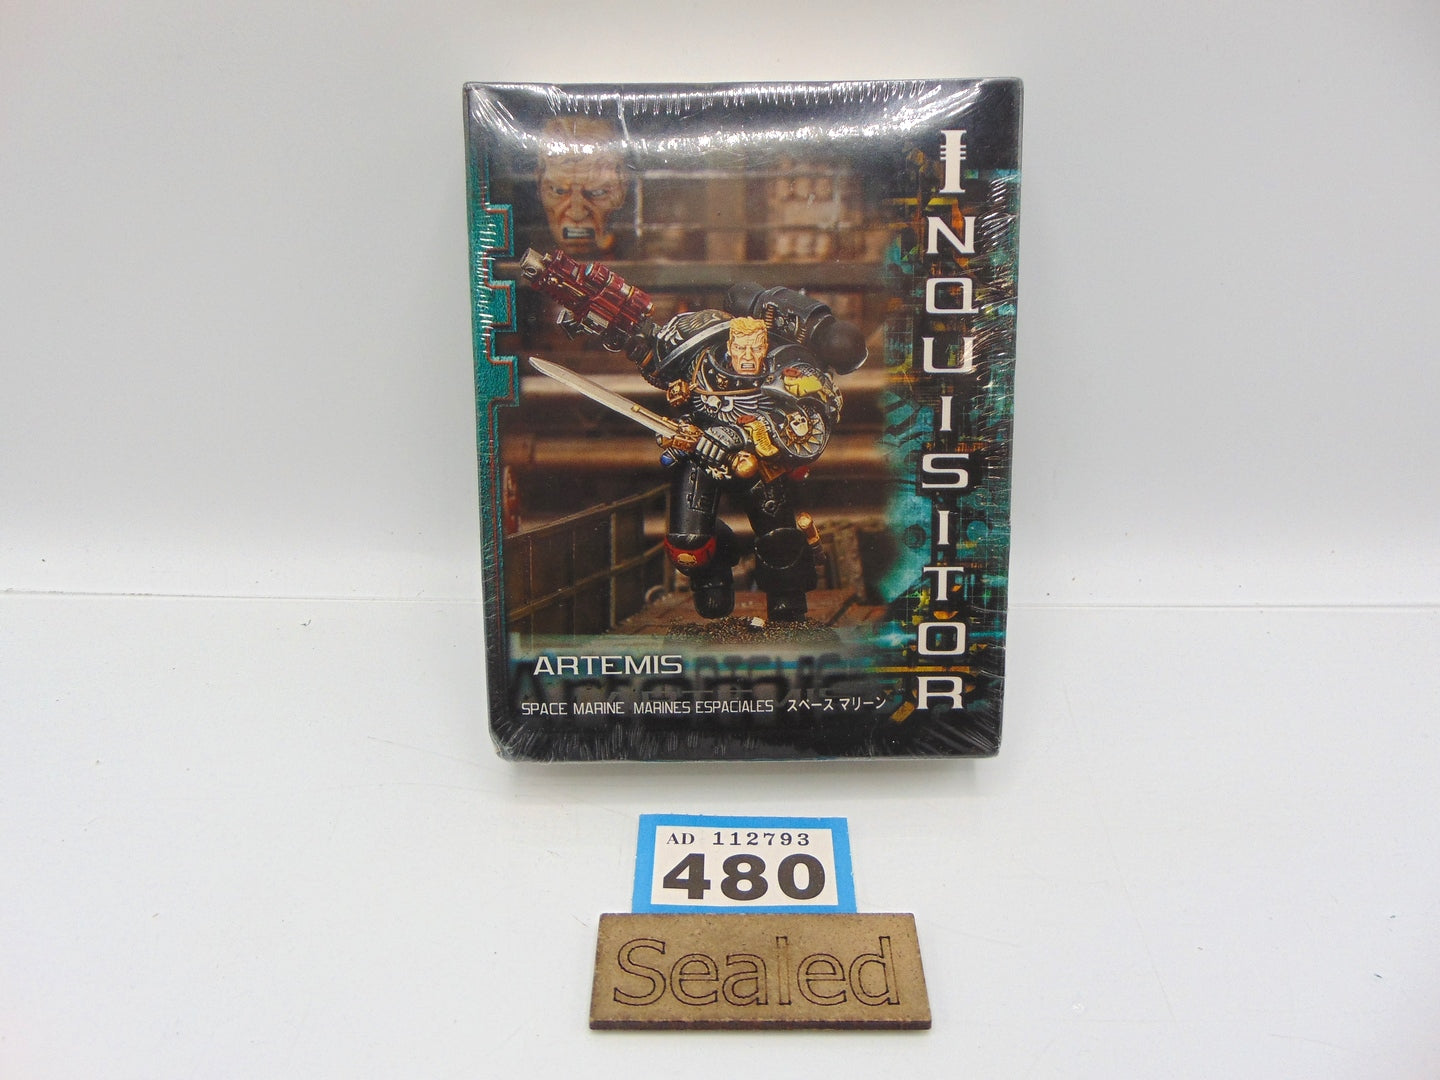 INQUISITOR
ARTEMIS
SPACE MARINE MARINES ESPACIALES スペース マリーン
AD 112793
480
Sealed